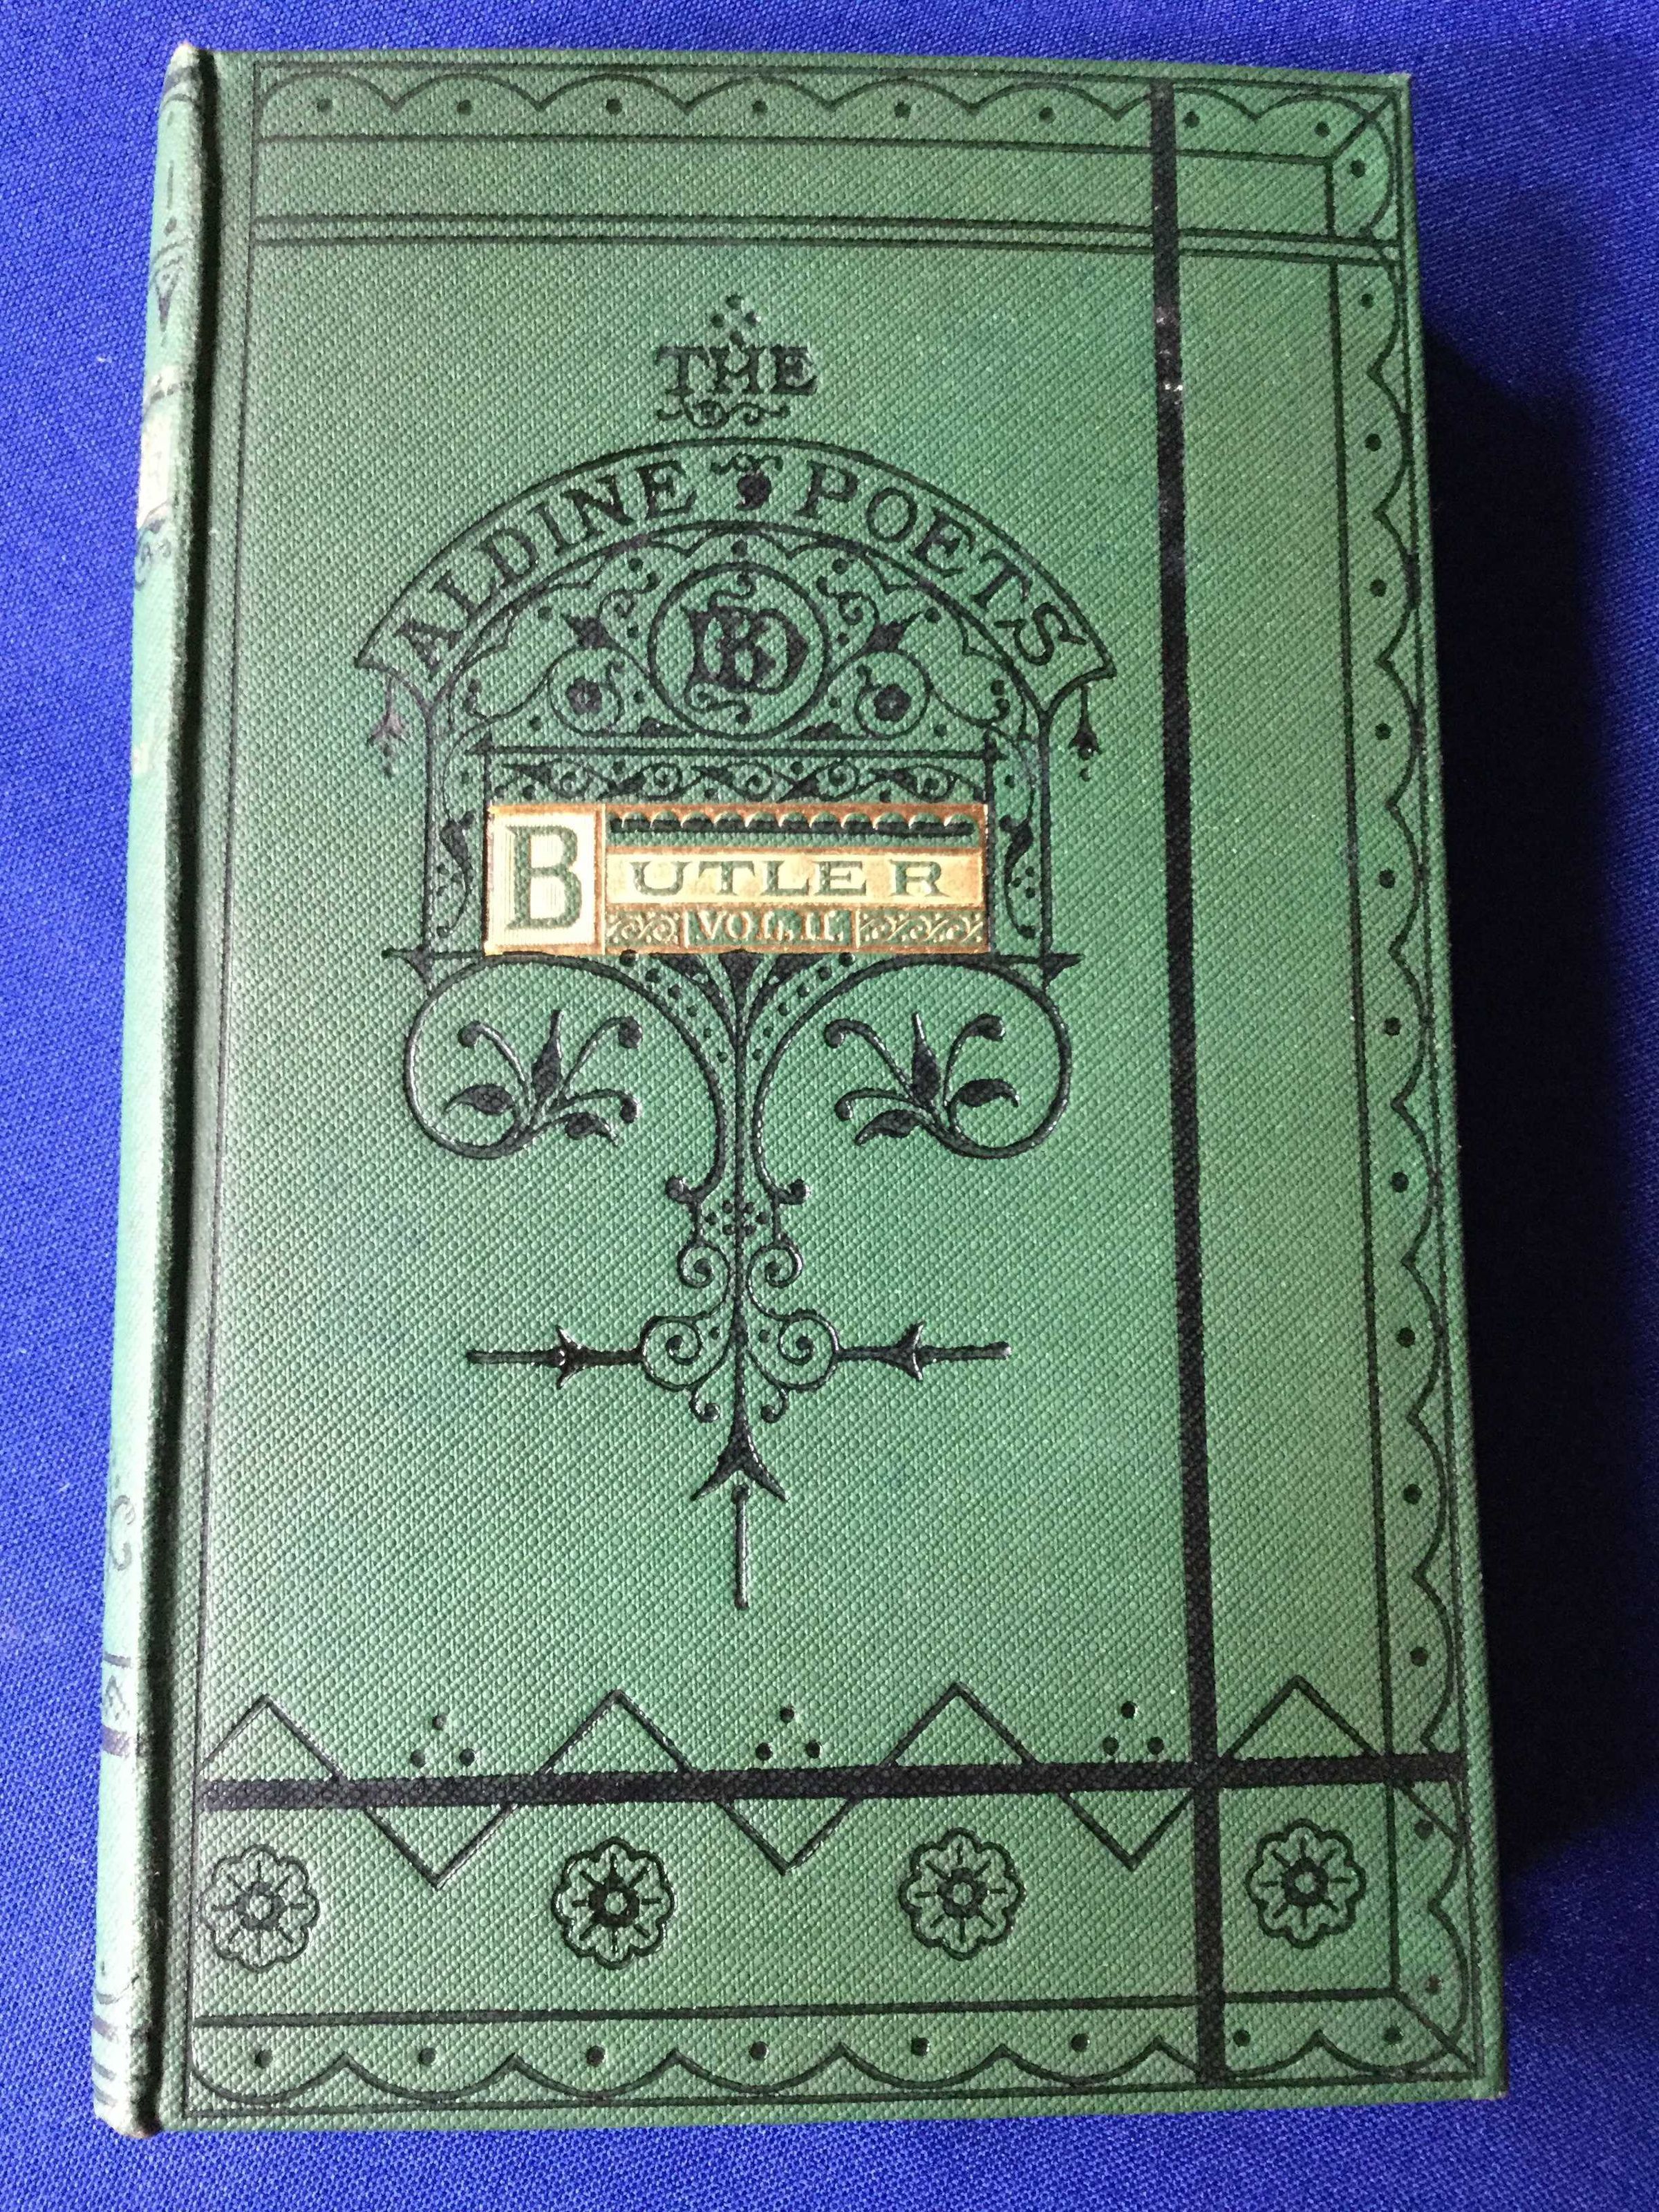 THE
ALDINE POETS
BUTLER
VOL. II.